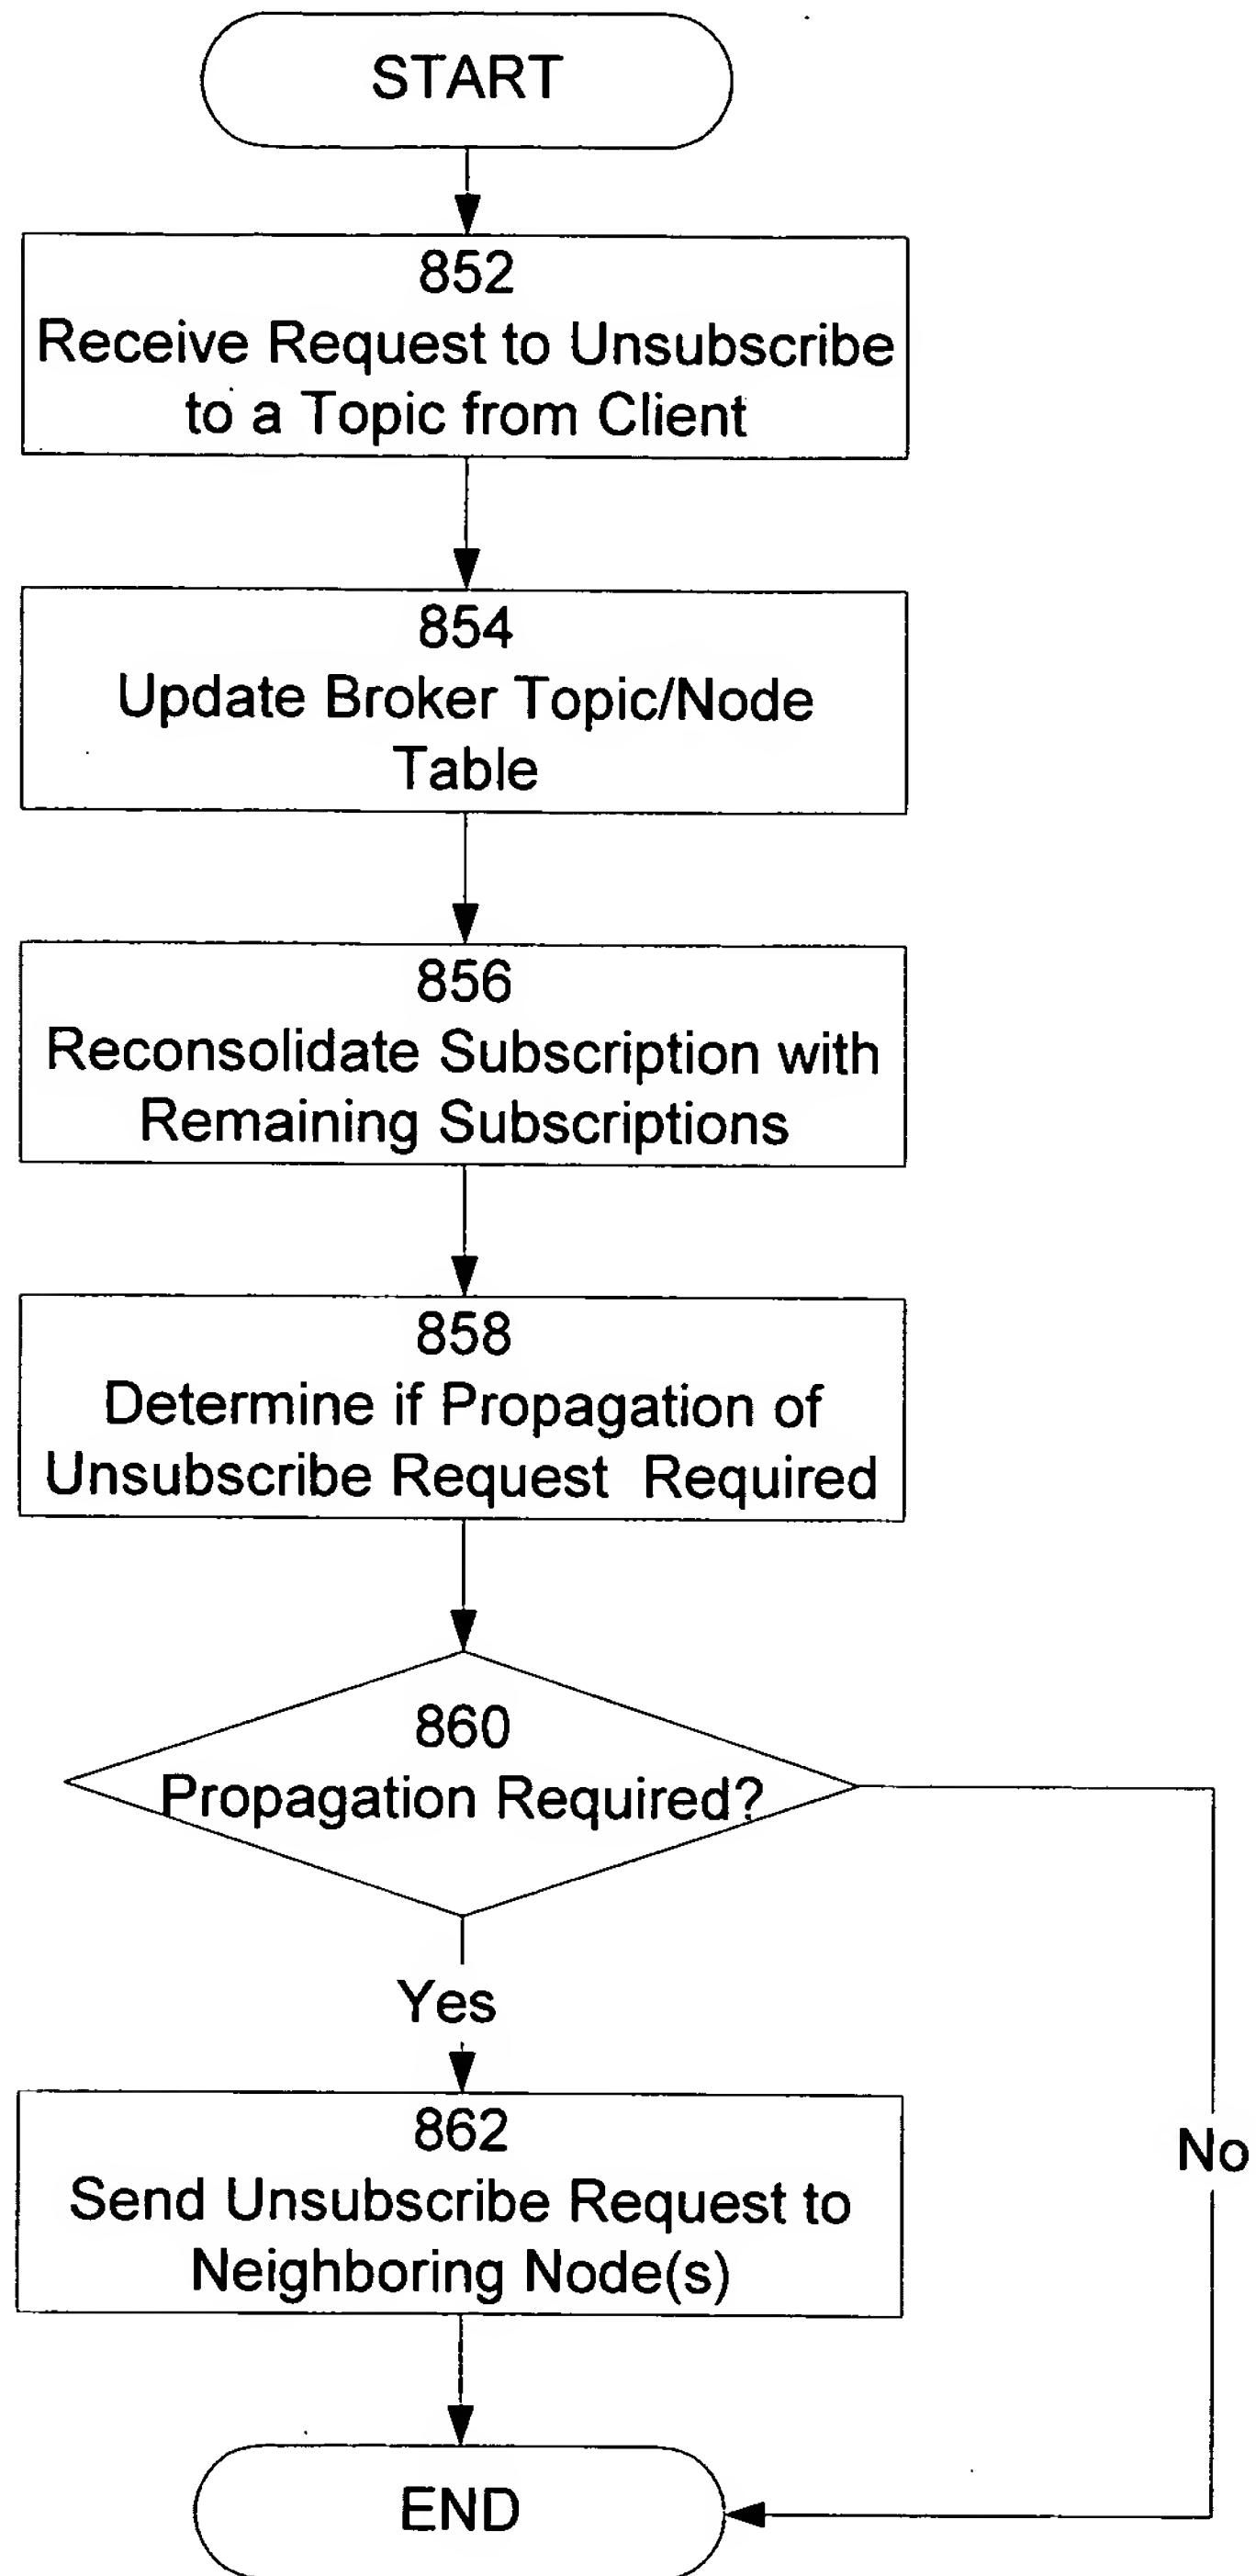 START
852
Receive Request to Unsubscribe
to a Topic from Client
854
Update Broker Topic/Node
Table
856
Reconsolidate Subscription with
Remaining Subscriptions
858
Determine if Propagation of
Unsubscribe Request Required
860
Propagation Required?
Yes
862
Send Unsubscribe Request to
Neighboring Node(s)
No
END